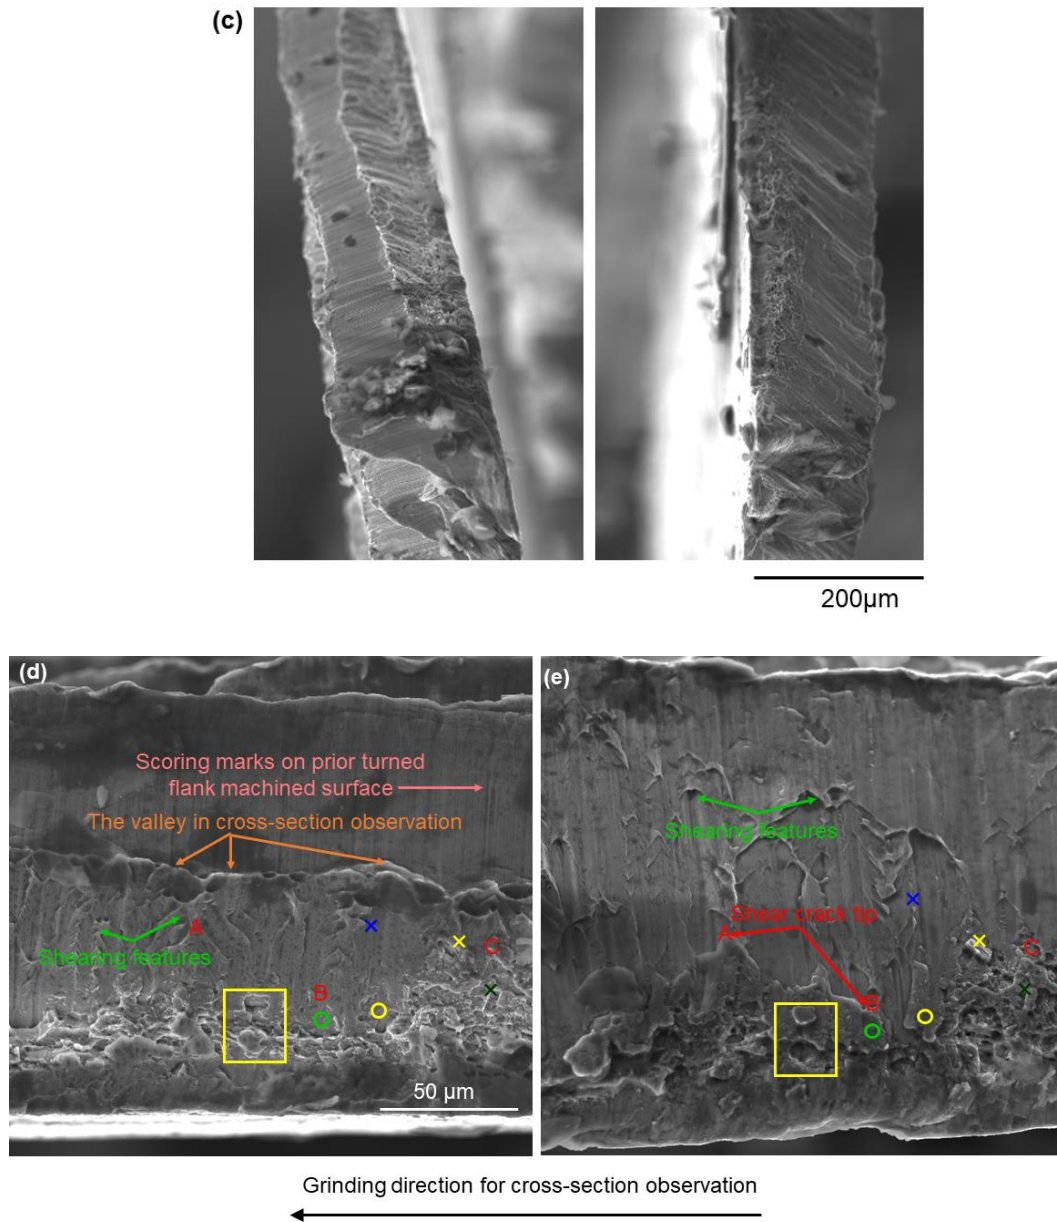 (c)
200µm
(d)
Scoring marks on prior turned
flank machined surface
The valley in cross-section observation
A
Shearing features
B
C
50 µm
(e)
Shearing features
Shear crack tip
A
B
C
Grinding direction for cross-section observation